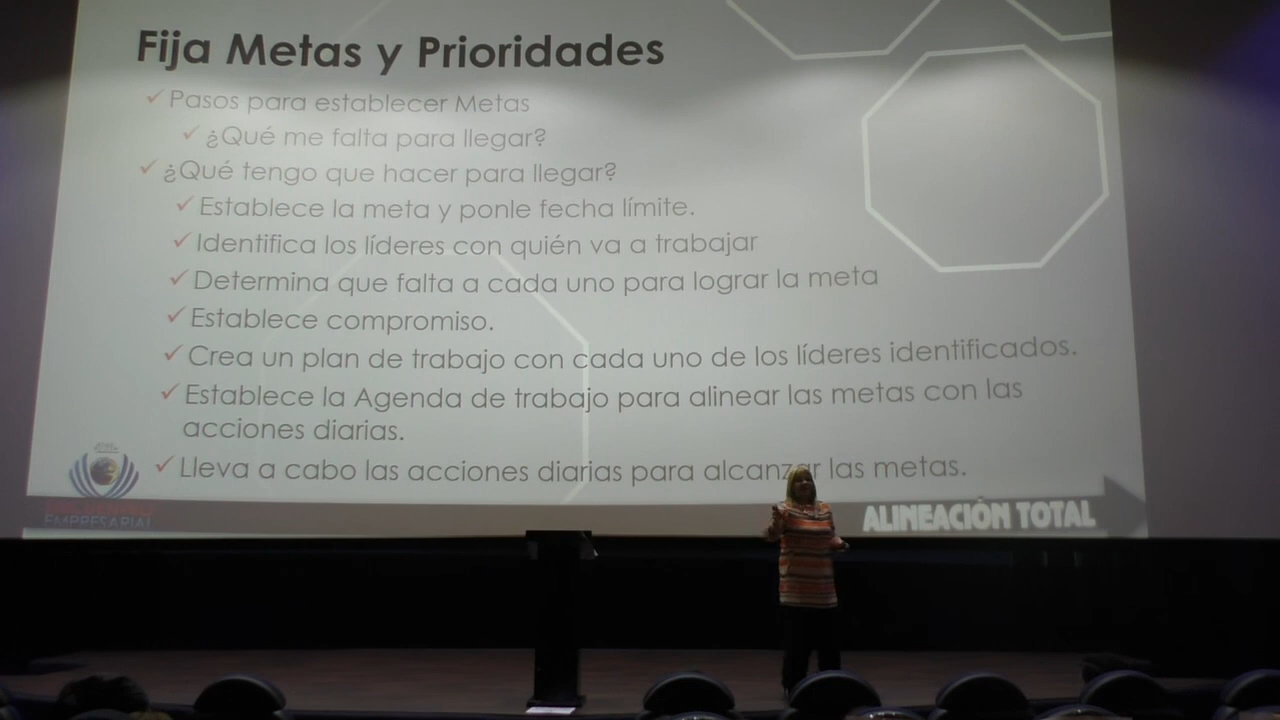 Fija Metas y Prioridades
Pasos para establecer Metas
¿Qué me falta para llegar?
¿Qué tengo que hacer para llegar?
Establece la meta y ponle fecha límite.
Identifica los líderes con quién va a trabajar
Determina que falta a cada uno para lograr la meta
Establece compromiso.
Crea un plan de trabajo con cada uno de los líderes identificados.
Establece la Agenda de trabajo para alinear las metas con las
acciones diarias.
Lleva a cabo las acciones diarias para alcanzar las metas.
EMPRESARIAL
ALINEACIÓN TOTAL